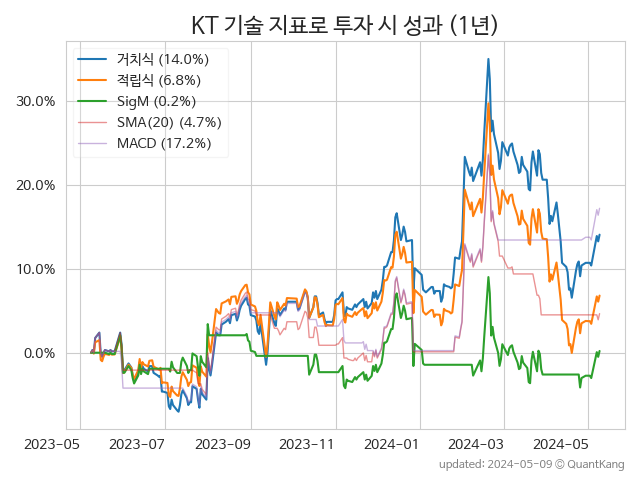 KT 기술 지표로 투자 시 성과 (1년)
거치식 (14.0%)
적립식 (6.8%)
SigM (0.2%)
SMA(20) (4.7%)
MACD (17.2%)
30.0%
20.0%
10.0%
0.0%
2023-05 2023-07 2023-09 2023-11 2024-01 2024-03 2024-05
updated: 2024-05-09 © QuantKang